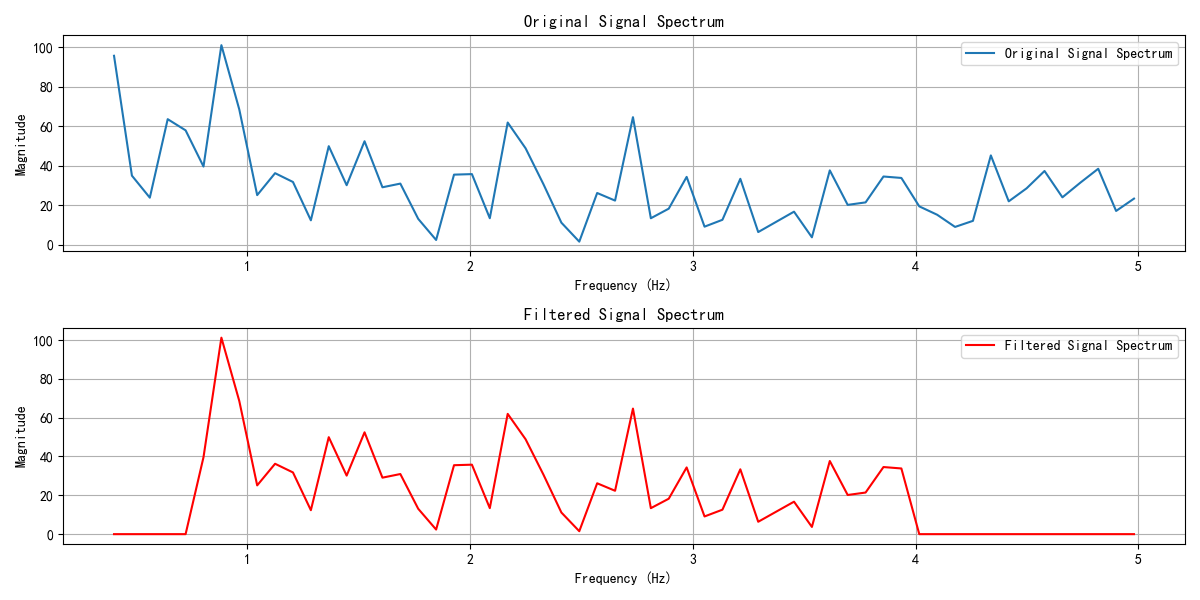 Original Signal Spectrum
100
80
60
40
20
0
Magnitude
Original Signal Spectrum
1
2
3
4
5
Frequency (Hz)
Filtered Signal Spectrum
100
80
60
40
20
0
Magnitude
Filtered Signal Spectrum
1
2
3
4
5
Frequency (Hz)